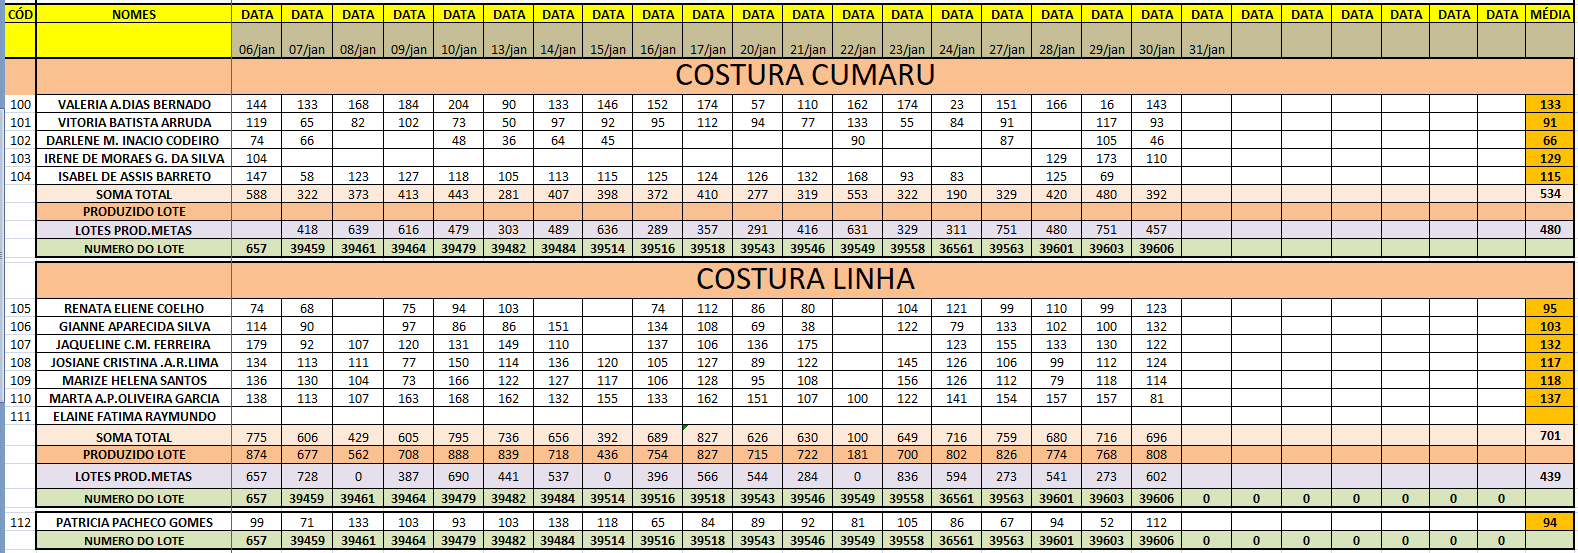 CÓD NOMES DATA DATA DATA DATA DATA DATA DATA DATA DATA DATA DATA DATA DATA DATA DATA DATA DATA DATA DATA DATA DATA DATA DATA DATA DATA DATA MÉDIA
06/jan 07/jan 08/jan 09/jan 10/jan 13/jan 14/jan 15/jan 16/jan 17/jan 20/jan 21/jan 22/jan 23/jan 24/jan 27/jan 28/jan 29/jan 30/jan 31/jan
COSTURA CUMARU
100 VALERIA A.DIAS BERNADO 144 133 168 184 204 90 133 146 152 174 57 110 162 174 23 151 166 16 143 133
101 VITORIA BATISTA ARRUDA 119 65 82 102 73 50 97 92 95 112 94 77 133 55 84 91 117 93 91
102 DARLENE M. INACIO CODEIRO 74 66 48 36 64 45 90 87 105 46 66
103 IRENE DE MORAES G. DA SILVA 104 129 173 110 129
104 ISABEL DE ASSIS BARRETO 147 58 123 127 118 105 113 115 125 124 126 132 168 93 83 125 69 115
SOMA TOTAL 588 322 373 413 443 281 407 398 372 410 277 319 553 322 190 329 420 480 392 534
PRODUZIDO LOTE
LOTES PROD.METAS 418 639 616 479 303 489 636 289 357 291 416 631 329 311 751 480 751 457 480
NUMERO DO LOTE 657 39459 39461 39464 39479 39482 39484 39514 39516 39518 39543 39546 39549 39558 36561 39563 39601 39603 39606
COSTURA LINHA
105 RENATA ELIENE COELHO 74 68 75 94 103 74 112 86 80 104 121 99 110 99 123 95
106 GIANNE APARECIDA SILVA 114 90 97 86 86 151 134 108 69 38 122 79 133 102 100 132 103
107 JAQUELINE C.M. FERREIRA 179 92 107 120 131 149 110 137 106 136 175 123 155 133 130 122 132
108 JOSIANE CRISTINA .A.R.LIMA 134 113 111 77 150 114 136 120 105 127 89 122 145 126 106 99 112 124 117
109 MARIZE HELENA SANTOS 136 130 104 73 166 122 127 117 106 128 95 108 156 126 112 79 118 114 118
110 MARTA A.P.OLIVEIRA GARCIA 138 113 107 163 168 162 132 155 133 162 151 107 100 122 141 154 157 157 81 137
111 ELAINE FATIMA RAYMUNDO
SOMA TOTAL 775 606 429 605 795 736 656 392 689 827 626 630 100 649 716 759 680 716 696 701
PRODUZIDO LOTE 874 677 562 708 888 839 718 436 754 827 715 722 181 700 802 826 774 768 808
LOTES PROD.METAS 657 728 0 387 690 441 537 0 396 566 544 284 0 836 594 273 541 273 602 439
NUMERO DO LOTE 657 39459 39461 39464 39479 39482 39484 39514 39516 39518 39543 39546 39549 39558 36561 39563 39601 39603 39606 0 0 0 0 0 0 0
112 PATRICIA PACHECO GOMES 99 71 133 103 93 103 138 118 65 84 89 92 81 105 86 67 94 52 112 94
NUMERO DO LOTE 657 39459 39461 39464 39479 39482 39484 39514 39516 39518 39543 39546 39549 39558 36561 39563 39601 39603 39606 0 0 0 0 0 0 0